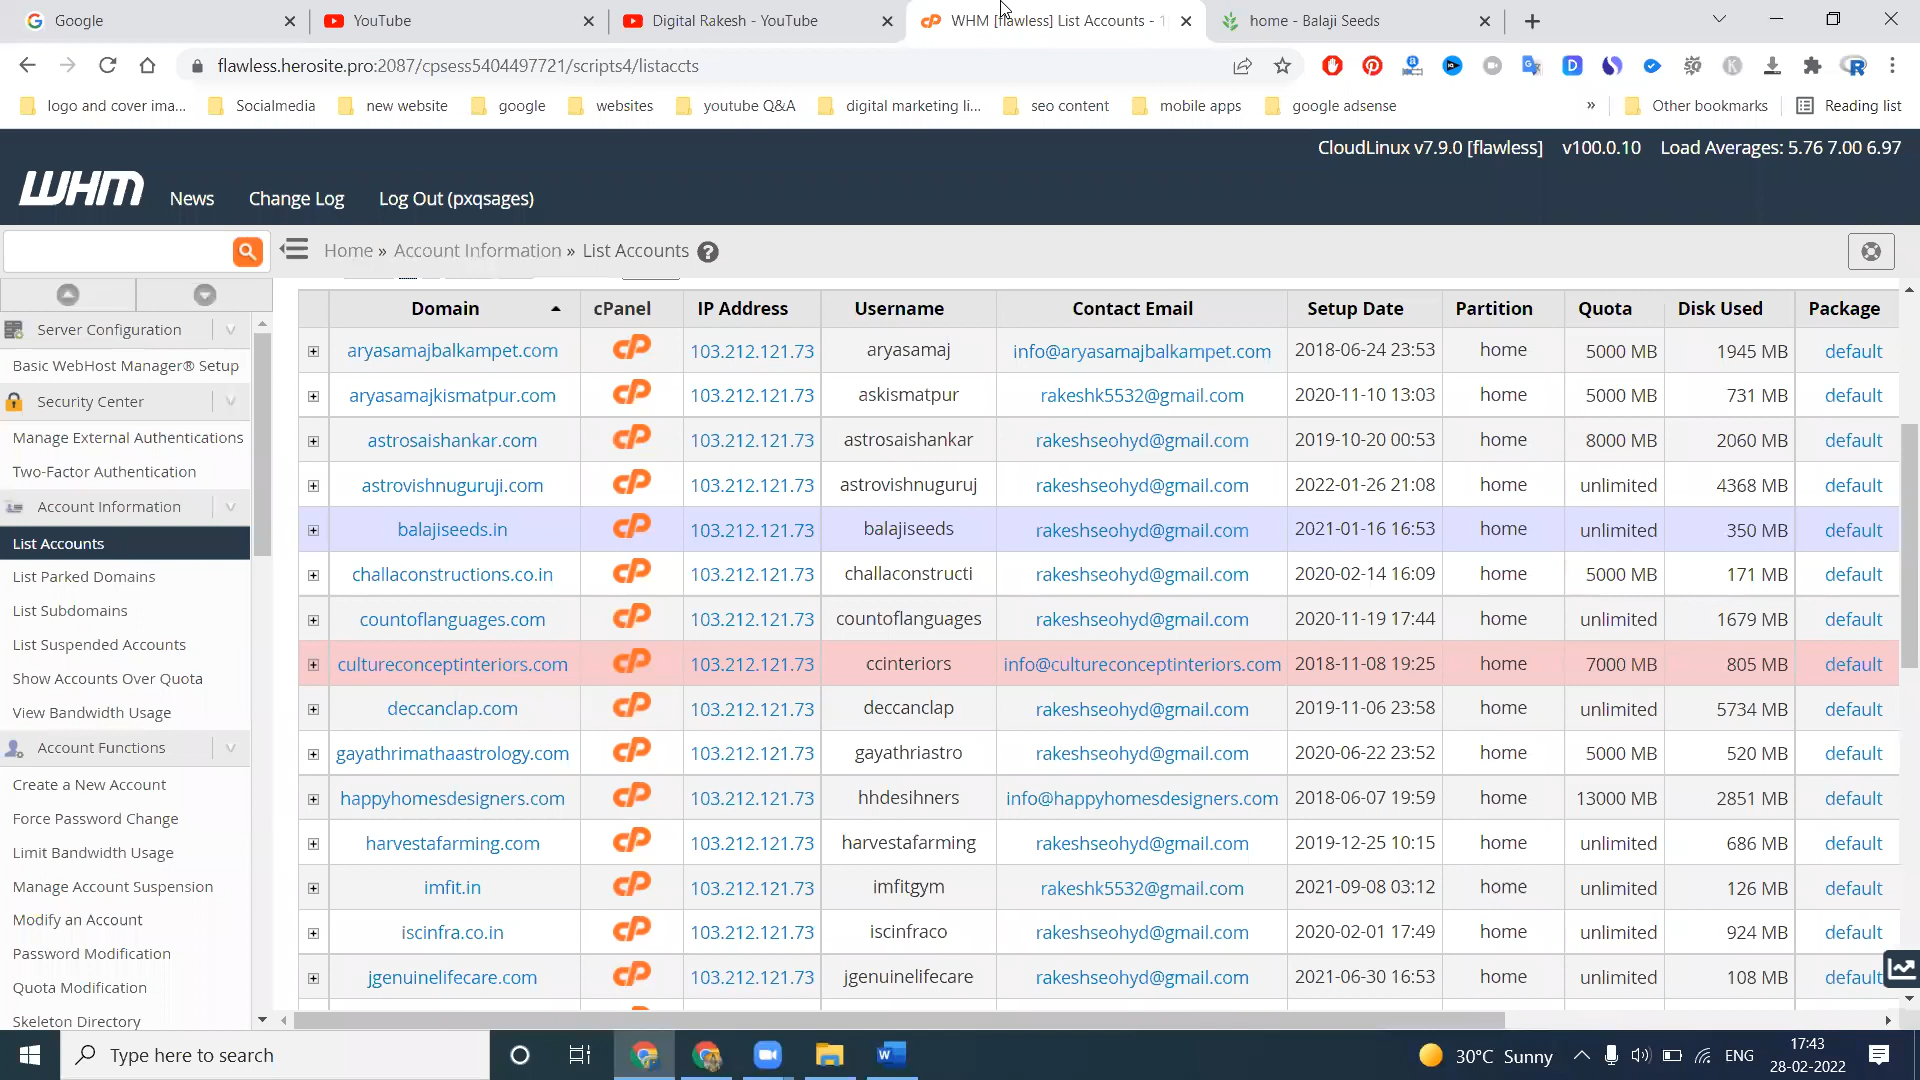 Google
YouTube
Digital Rakesh - YouTube
WHM [flawless] List Accounts - 1
home - Balaji Seeds
flawless.herosite.pro:2087/cpsess5404497721/scripts4/listaccts
logo and cover ima...
Socialmedia
new website
google
websites
youtube Q&A
digital marketing li...
seo content
mobile apps
google adsense
»
Other bookmarks
Reading list
CloudLinux v7.9.0 [flawless] v100.0.10 Load Averages: 5.76 7.00 6.97
WHM News Change Log Log Out (pxqsages)
Home » Account Information » List Accounts
Server Configuration
Basic WebHost Manager® Setup
Security Center
Manage External Authentications
Two-Factor Authentication
Account Information
List Accounts
List Parked Domains
List Subdomains
List Suspended Accounts
Show Accounts Over Quota
View Bandwidth Usage
Account Functions
Create a New Account
Force Password Change
Limit Bandwidth Usage
Manage Account Suspension
Modify an Account
Password Modification
Quota Modification
Skeleton Directory
Domain cPanel IP Address Username Contact Email Setup Date Partition Quota Disk Used Package
aryasamajbalkampet.com cP 103.212.121.73 aryasamaj info@aryasamajbalkampet.com 2018-06-24 23:53 home 5000 MB 1945 MB default
aryasamajkismatpur.com cP 103.212.121.73 askismatpur rakeshk5532@gmail.com 2020-11-10 13:03 home 5000 MB 731 MB default
astrosaishankar.com cP 103.212.121.73 astrosaishankar rakeshseohyd@gmail.com 2019-10-20 00:53 home 8000 MB 2060 MB default
astrovishnuguruji.com cP 103.212.121.73 astrovishnuguruj rakeshseohyd@gmail.com 2022-01-26 21:08 home unlimited 4368 MB default
balajiseeds.in cP 103.212.121.73 balajiseeds rakeshseohyd@gmail.com 2021-01-16 16:53 home unlimited 350 MB default
challaconstructions.co.in cP 103.212.121.73 challaconstructi rakeshseohyd@gmail.com 2020-02-14 16:09 home 5000 MB 171 MB default
countoflanguages.com cP 103.212.121.73 countoflanguages rakeshseohyd@gmail.com 2020-11-19 17:44 home unlimited 1679 MB default
cultureconceptinteriors.com cP 103.212.121.73 ccinteriors info@cultureconceptinteriors.com 2018-11-08 19:25 home 7000 MB 805 MB default
deccanclap.com cP 103.212.121.73 deccanclap rakeshseohyd@gmail.com 2019-11-06 23:58 home unlimited 5734 MB default
gayathrimathaastrology.com cP 103.212.121.73 gayathriastro rakeshseohyd@gmail.com 2020-06-22 23:52 home 5000 MB 520 MB default
happyhomesdesigners.com cP 103.212.121.73 hhdesihners info@happyhomesdesigners.com 2018-06-07 19:59 home 13000 MB 2851 MB default
harvestafarming.com cP 103.212.121.73 harvestafarming rakeshseohyd@gmail.com 2019-12-25 10:15 home unlimited 686 MB default
imfit.in cP 103.212.121.73 imfitgym rakeshk5532@gmail.com 2021-09-08 03:12 home unlimited 126 MB default
iscinfra.co.in cP 103.212.121.73 iscinfraco rakeshseohyd@gmail.com 2020-02-01 17:49 home unlimited 924 MB default
jgenuinelifecare.com cP 103.212.121.73 jgenuinelifecare rakeshseohyd@gmail.com 2021-06-30 16:53 home unlimited 108 MB default
Type here to search
30°C Sunny
ENG
17:43
28-02-2022